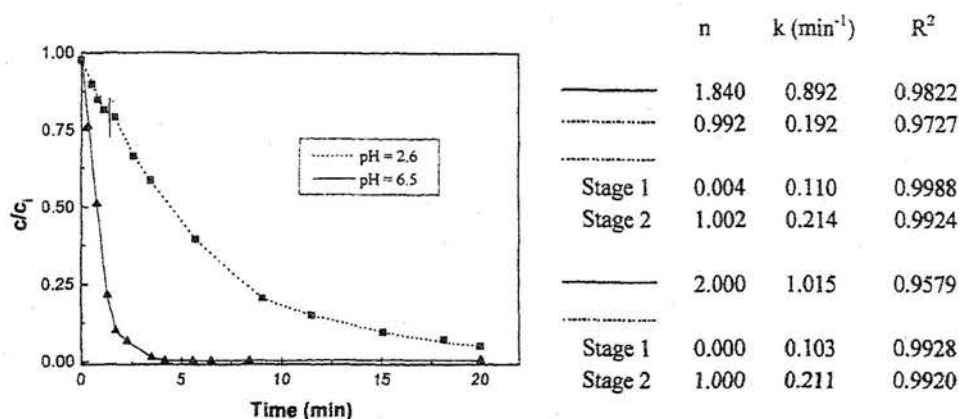 1.00
0.75
0.50
0.25
0.00
c/ci
0 5 10 15 20
Time (min)
pH = 2.6
pH = 6.5
n k (min⁻¹) R²
1.840 0.892 0.9822
0.992 0.192 0.9727
Stage 1 0.004 0.110 0.9988
Stage 2 1.002 0.214 0.9924
2.000 1.015 0.9579
Stage 1 0.000 0.103 0.9928
Stage 2 1.000 0.211 0.9920